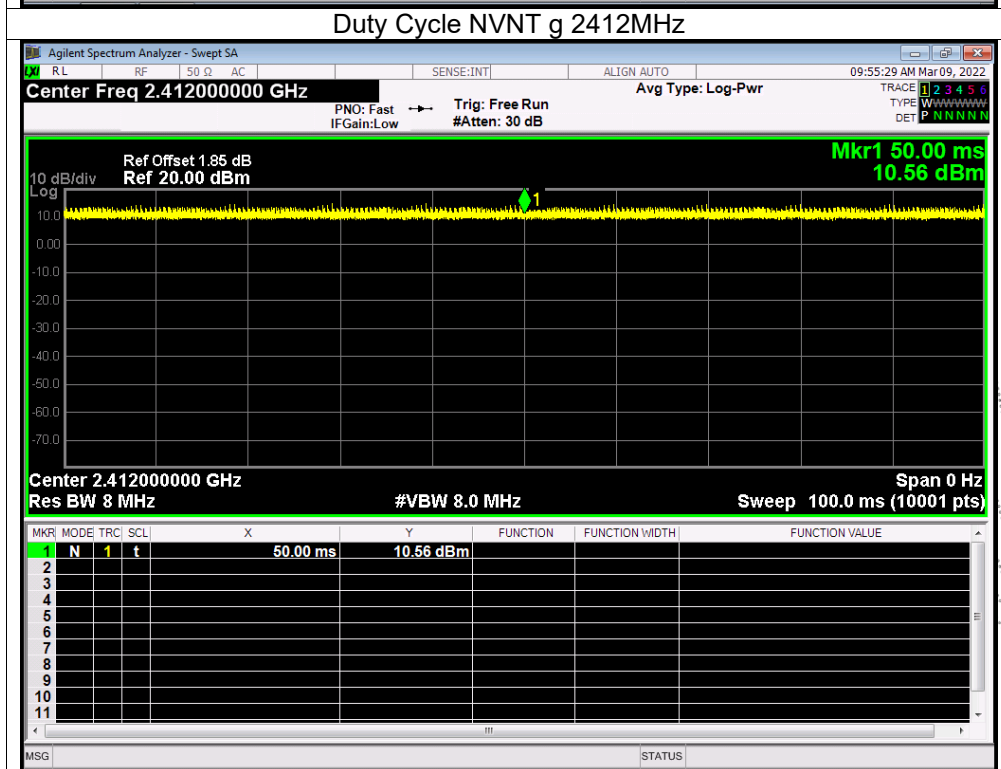 Duty Cycle NVNT g 2412MHz
Agilent Spectrum Analyzer - Swept SA
LXI RL RF 50 Ω AC SENSE:INT ALIGN AUTO 09:55:29 AM Mar 09, 2022
Center Freq 2.412000000 GHz Avg Type: Log-Pwr TRACE 1 2 3 4 5 6
PNO: Fast Trig: Free Run TYPE WWWWWW
IFGain:Low #Atten: 30 dB DET P N N N N N
Mkr1 50.00 ms
Ref Offset 1.85 dB
10 dB/div Ref 20.00 dBm 10.56 dBm
Log
1
10.0
0.00
-10.0
-20.0
-30.0
-40.0
-50.0
-60.0
-70.0
Center 2.412000000 GHz Span 0 Hz
Res BW 8 MHz #VBW 8.0 MHz Sweep 100.0 ms (10001 pts)
MKR MODE TRC SCL X Y FUNCTION FUNCTION WIDTH FUNCTION VALUE
1 N 1 t 50.00 ms 10.56 dBm
2
3
4
5
6
7
8
9
10
11
MSG STATUS